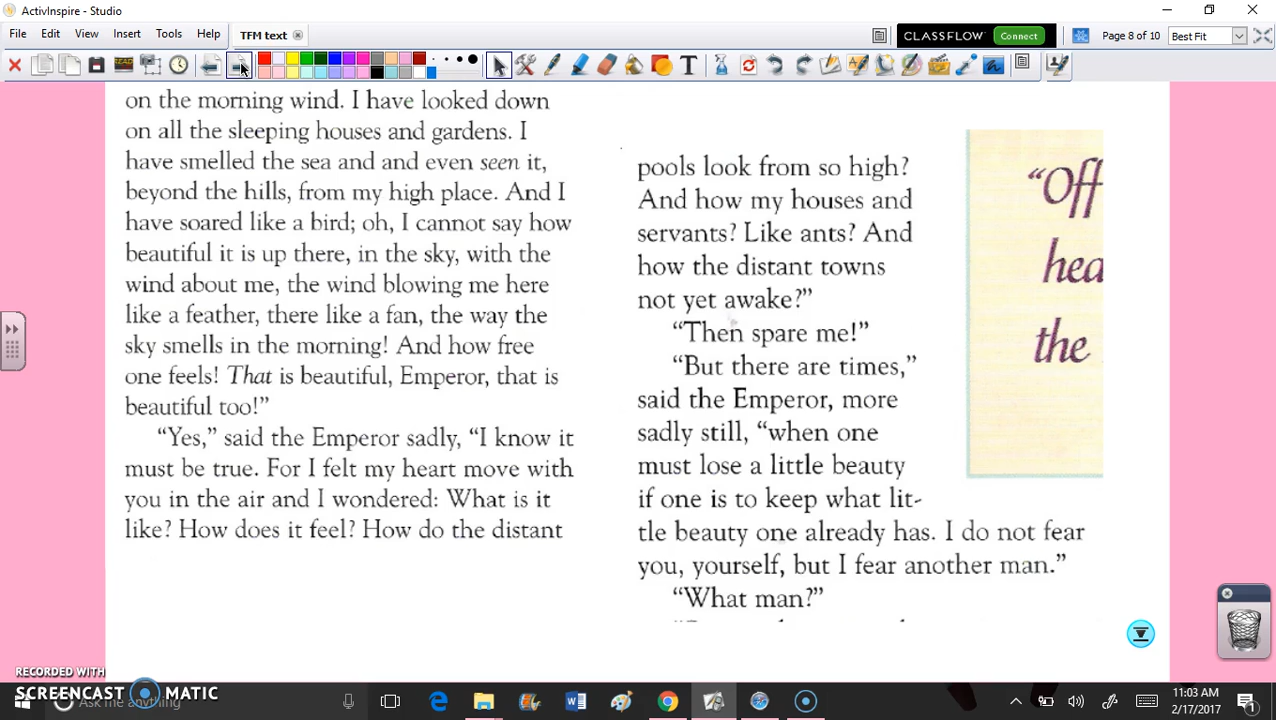 ActivInspire - Studio
File Edit View Insert Tools Help
TFM text
CLASSFLOW Connect
Page 8 of 10
Best Fit
on the morning wind. I have looked down
on all the sleeping houses and gardens. I
have smelled the sea and and even seen it,
beyond the hills, from my high place. And I
have soared like a bird; oh, I cannot say how
beautiful it is up there, in the sky, with the
wind about me, the wind blowing me here
like a feather, there like a fan, the way the
sky smells in the morning! And how free
one feels! That is beautiful, Emperor, that is
beautiful too!”
“Yes,” said the Emperor sadly, “I know it
must be true. For I felt my heart move with
you in the air and I wondered: What is it
like? How does it feel? How do the distant
pools look from so high?
And how my houses and
servants? Like ants? And
how the distant towns
not yet awake?”
“Then spare me!”
“But there are times,”
said the Emperor, more
sadly still, “when one
must lose a little beauty
if one is to keep what lit-
tle beauty one already has. I do not fear
you, yourself, but I fear another man.”
“What man?”
“Off
hea
the
RECORDED WITH
SCREENCAST MATIC
Ask me anything
11:03 AM
2/17/2017